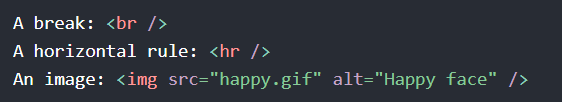 A break: <br />
A horizontal rule: <hr />
An image: <img src="happy.gif" alt="Happy face" />